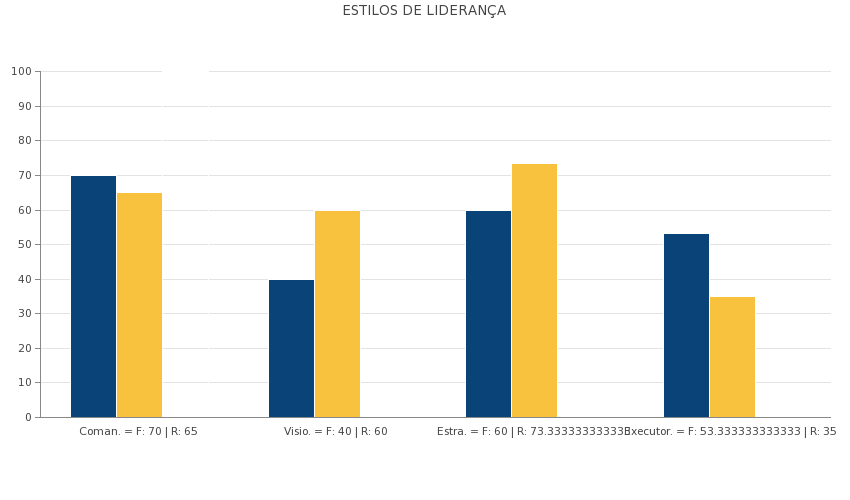 ESTILOS DE LIDERANÇA
100
90
80
70
60
50
40
30
20
10
0
Coman. = F: 70 | R: 65
Visio. = F: 40 | R: 60
Estra. = F: 60 | R: 73.333333333333
Executor. = F: 53.333333333333 | R: 35